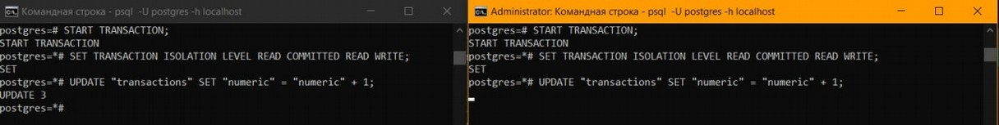 Командная строка - psql -U postgres -h localhost
postgres=# START TRANSACTION;
START TRANSACTION
postgres=*# SET TRANSACTION ISOLATION LEVEL READ COMMITTED READ WRITE;
SET
postgres=*# UPDATE "transactions" SET "numeric" = "numeric" + 1;
UPDATE 3
postgres=*#
Administrator: Командная строка - psql -U postgres -h localhost
postgres=# START TRANSACTION;
START TRANSACTION
postgres=*# SET TRANSACTION ISOLATION LEVEL READ COMMITTED READ WRITE;
SET
postgres=*# UPDATE "transactions" SET "numeric" = "numeric" + 1;